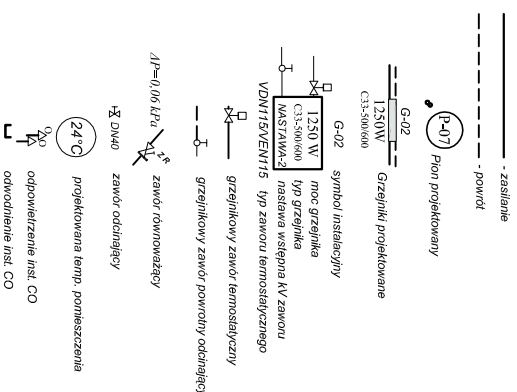 - zasilanie
- powrót
P-07
Pion projektowany
G-02
1250W
C33-500/600
Grzejniki projektowane
G-02
symbol instalacyjny
1250 W
moc grzejnika
C33-500/600
typ grzejnika
NASTAWA-2
nastawa wstępna kV zaworu
VDN115/VEN115
typ zaworu termostatycznego
grzejnikowy zawór termostatyczny
grzejnikowy zawór powrotny odcinający
ΔP=0,06 kPa
ZR
zawór równoważący
DN40
zawór odcinający
24°C
projektowana temp. pomieszczenia
O.O
odpowietrzenie inst. CO
odwodnienie inst. CO